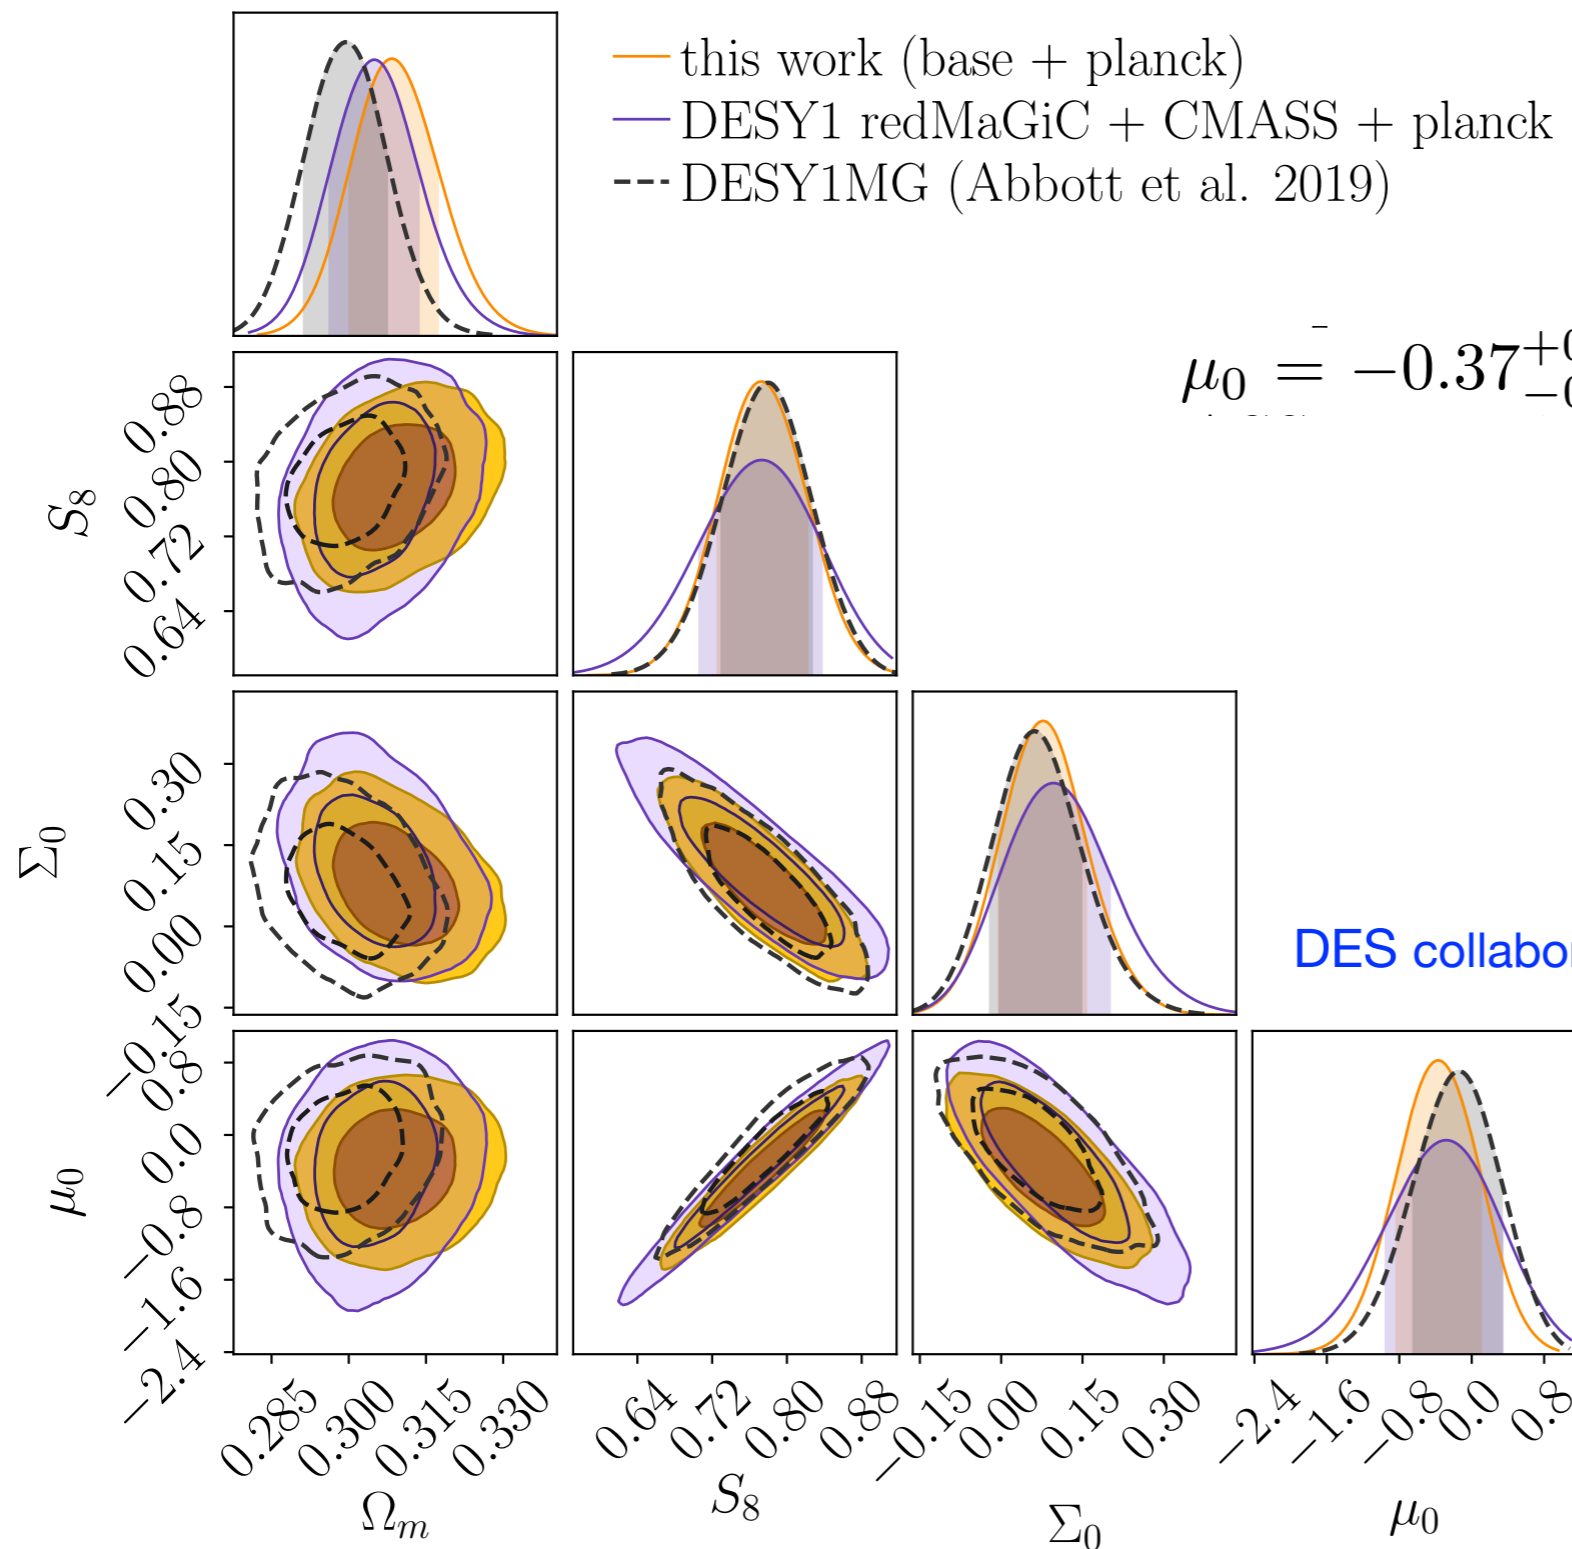 this work (base + planck)
DESY1 redMaGiC + CMASS + planck
DESY1MG (Abbott et al. 2019)
μ₀ = −0.37
DES
S₈
0.88
0.80
0.72
0.64
Σ₀
0.30
0.15
0.00
−0.15
μ₀
0.8
0.0
−0.8
−1.6
−2.4
0.285 0.300 0.315 0.330
0.64 0.72 0.80 0.88
−0.15 0.00 0.15 0.30
−2.4 −1.6 −0.8 0.0 0.8
Ω_m
S₈
Σ₀
μ₀